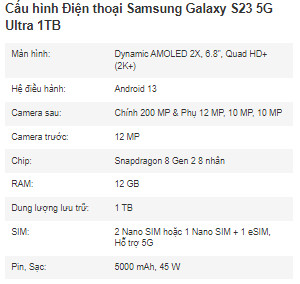 Cấu hình Điện thoại Samsung Galaxy S23 5G
Ultra 1TB
Màn hình: Dynamic AMOLED 2X, 6.8", Quad HD+
(2K+)
Hệ điều hành: Android 13
Camera sau: Chính 200 MP & Phụ 12 MP, 10 MP, 10 MP
Camera trước: 12 MP
Chip: Snapdragon 8 Gen 2 8 nhân
RAM: 12 GB
Dung lượng lưu trữ: 1 TB
SIM: 2 Nano SIM hoặc 1 Nano SIM + 1 eSIM,
Hỗ trợ 5G
Pin, Sạc: 5000 mAh, 45 W